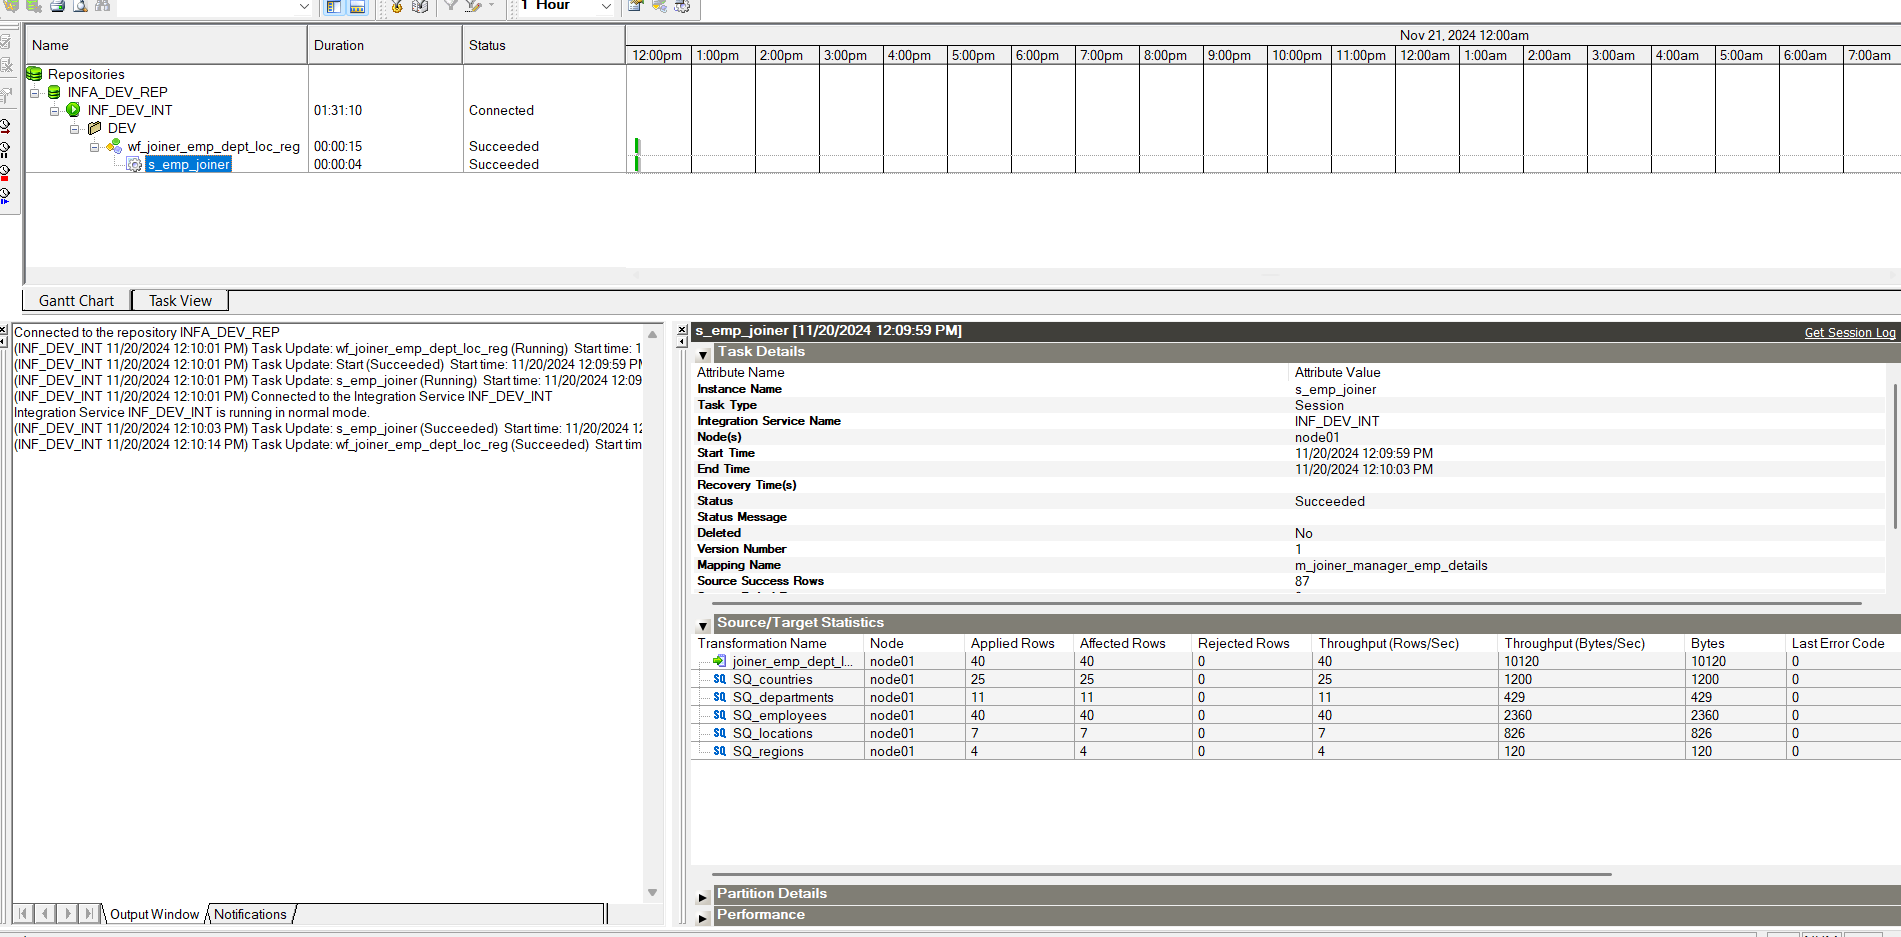 1 Hour
Name Duration Status
Nov 21, 2024 12:00am
12:00pm 1:00pm 2:00pm 3:00pm 4:00pm 5:00pm 6:00pm 7:00pm 8:00pm 9:00pm 10:00pm 11:00pm 12:00am 1:00am 2:00am 3:00am 4:00am 5:00am 6:00am 7:00am
Repositories
INFA_DEV_REP
INF_DEV_INT 01:31:10 Connected
DEV
wf_joiner_emp_dept_loc_reg 00:00:15 Succeeded
s_emp_joiner 00:00:04 Succeeded
Gantt Chart Task View
Connected to the repository INFA_DEV_REP
(INF_DEV_INT 11/20/2024 12:10:01 PM) Task Update: wf_joiner_emp_dept_loc_reg (Running) Start time: 1
(INF_DEV_INT 11/20/2024 12:10:01 PM) Task Update: Start (Succeeded) Start time: 11/20/2024 12:09:59 PM
(INF_DEV_INT 11/20/2024 12:10:01 PM) Task Update: s_emp_joiner (Running) Start time: 11/20/2024 12:09
(INF_DEV_INT 11/20/2024 12:10:01 PM) Connected to the Integration Service INF_DEV_INT
Integration Service INF_DEV_INT is running in normal mode.
(INF_DEV_INT 11/20/2024 12:10:03 PM) Task Update: s_emp_joiner (Succeeded) Start time: 11/20/2024 12
(INF_DEV_INT 11/20/2024 12:10:14 PM) Task Update: wf_joiner_emp_dept_loc_reg (Succeeded) Start tim
Output Window Notifications
s_emp_joiner [11/20/2024 12:09:59 PM] Get Session Log
Task Details
Attribute Name Attribute Value
Instance Name s_emp_joiner
Task Type Session
Integration Service Name INF_DEV_INT
Node(s) node01
Start Time 11/20/2024 12:09:59 PM
End Time 11/20/2024 12:10:03 PM
Recovery Time(s)
Status Succeeded
Status Message
Deleted No
Version Number 1
Mapping Name m_joiner_manager_emp_details
Source Success Rows 87
Source/Target Statistics
Transformation Name Node Applied Rows Affected Rows Rejected Rows Throughput (Rows/Sec) Throughput (Bytes/Sec) Bytes Last Error Code
joiner_emp_dept_l... node01 40 40 0 40 10120 10120 0
SQ SQ_countries node01 25 25 0 25 1200 1200 0
SQ SQ_departments node01 11 11 0 11 429 429 0
SQ SQ_employees node01 40 40 0 40 2360 2360 0
SQ SQ_locations node01 7 7 0 7 826 826 0
SQ SQ_regions node01 4 4 0 4 120 120 0
Partition Details
Performance